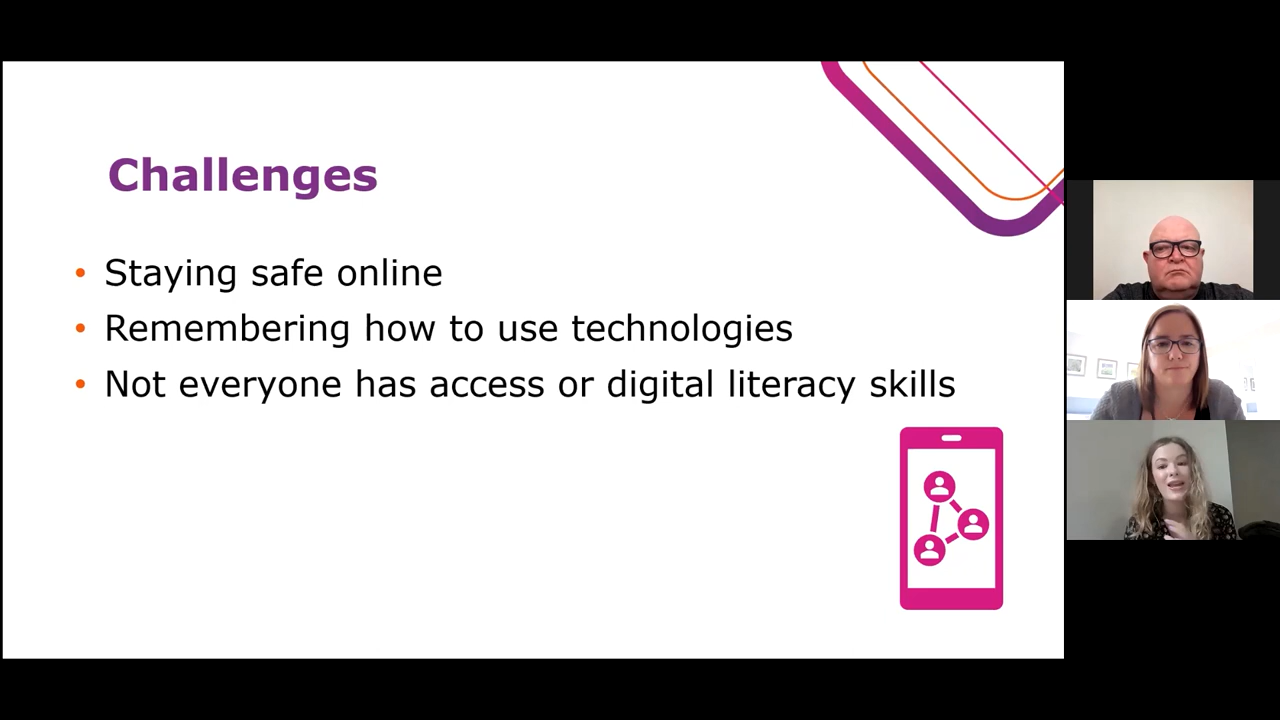 Challenges
Staying safe online
Remembering how to use technologies
Not everyone has access or digital literacy skills